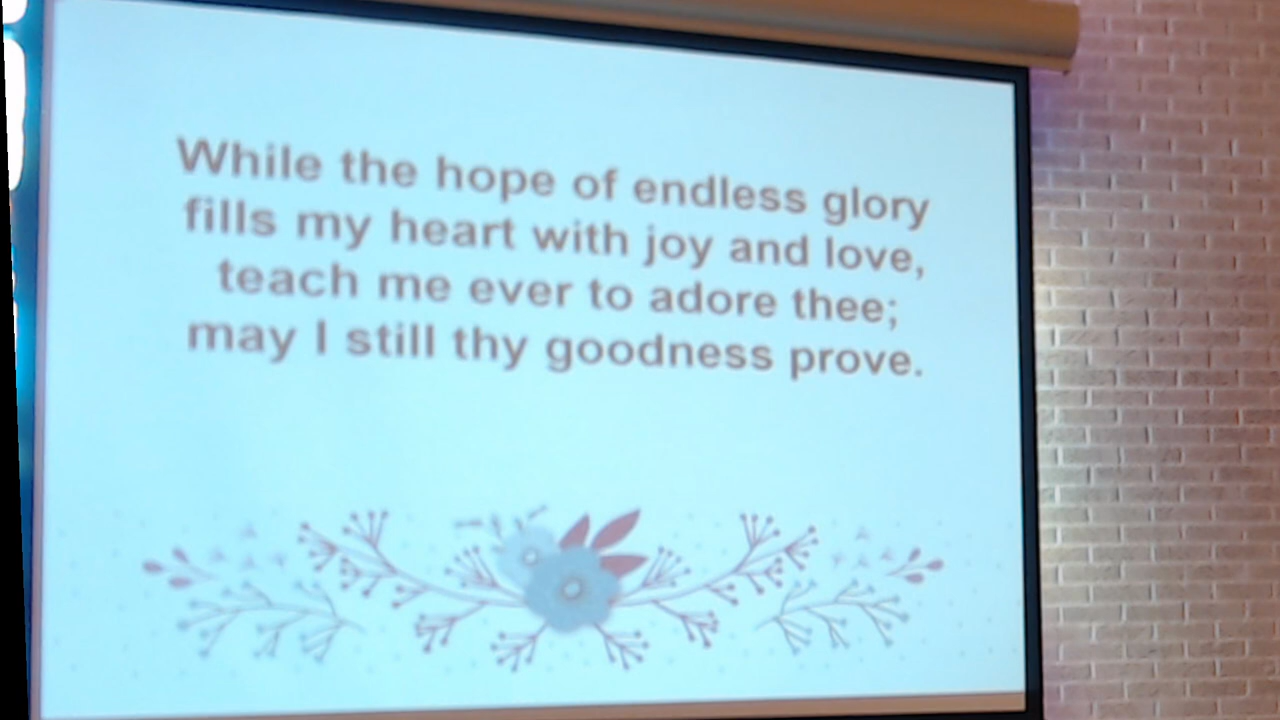 While the hope of endless glory
fills my heart with joy and love,
teach me ever to adore thee;
may I still thy goodness prove.